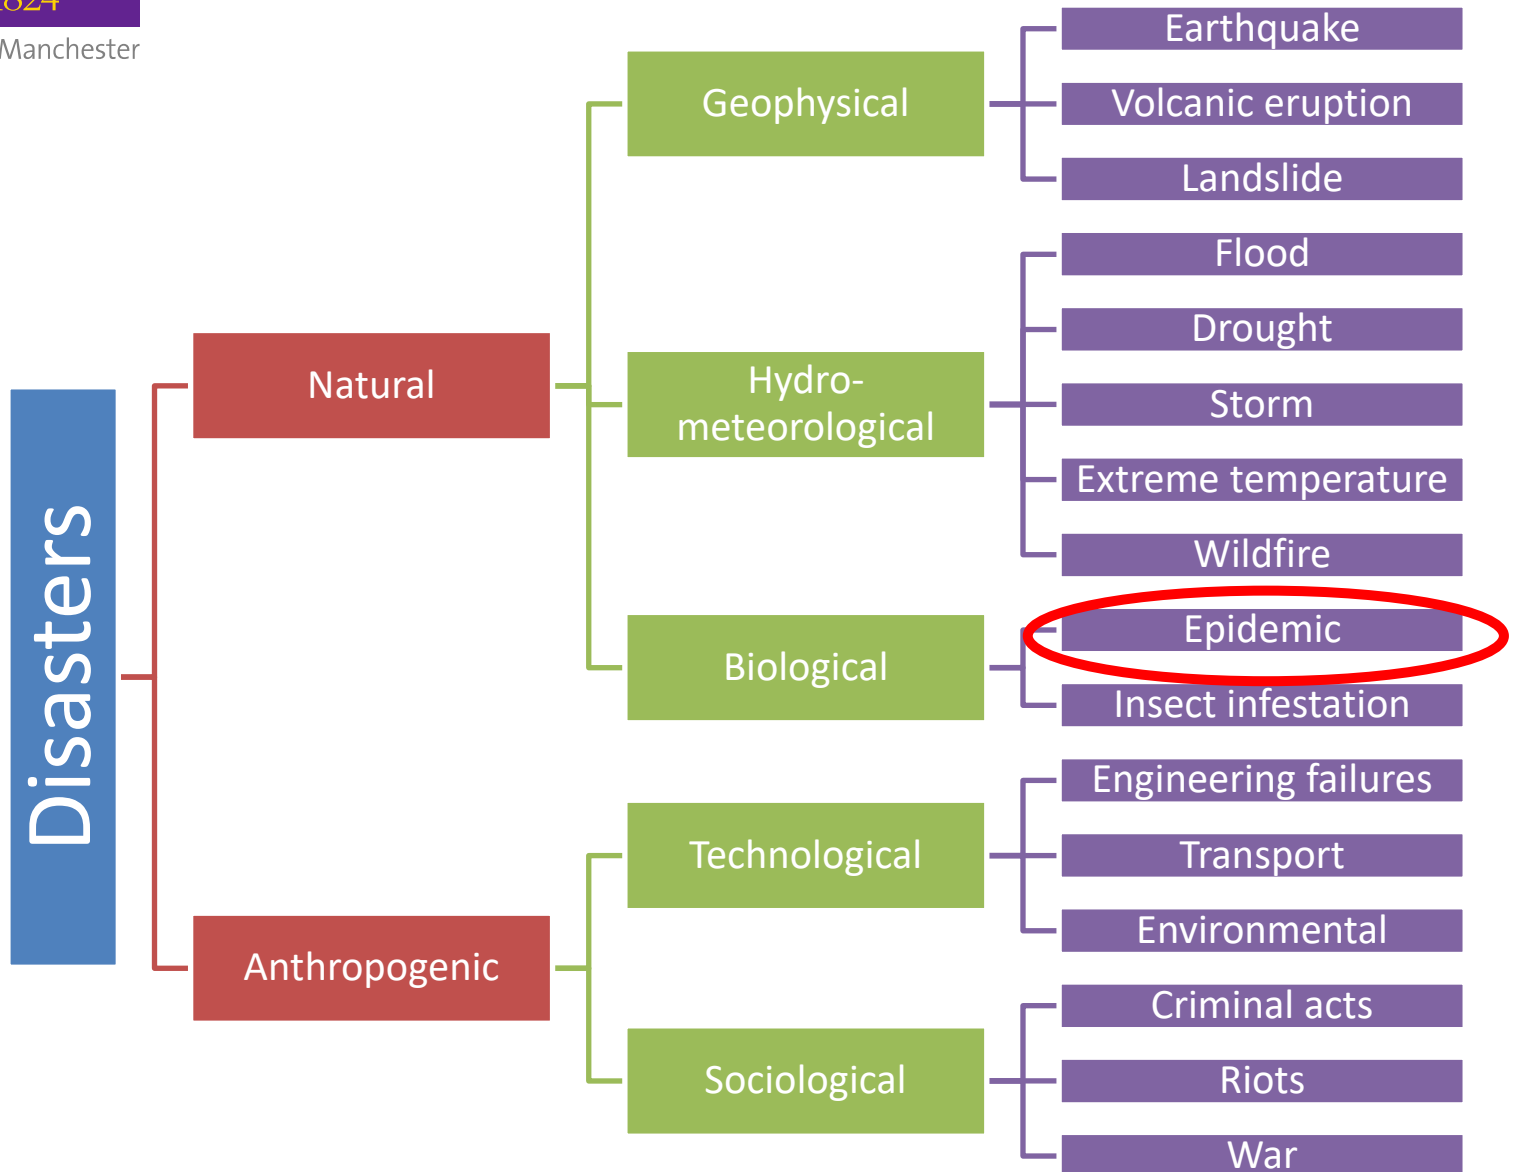 1824
Manchester
Disasters
Natural
Geophysical
Earthquake
Volcanic eruption
Landslide
Hydro-
meteorological
Flood
Drought
Storm
Extreme temperature
Wildfire
Biological
Epidemic
Insect infestation
Anthropogenic
Technological
Engineering failures
Transport
Environmental
Sociological
Criminal acts
Riots
War